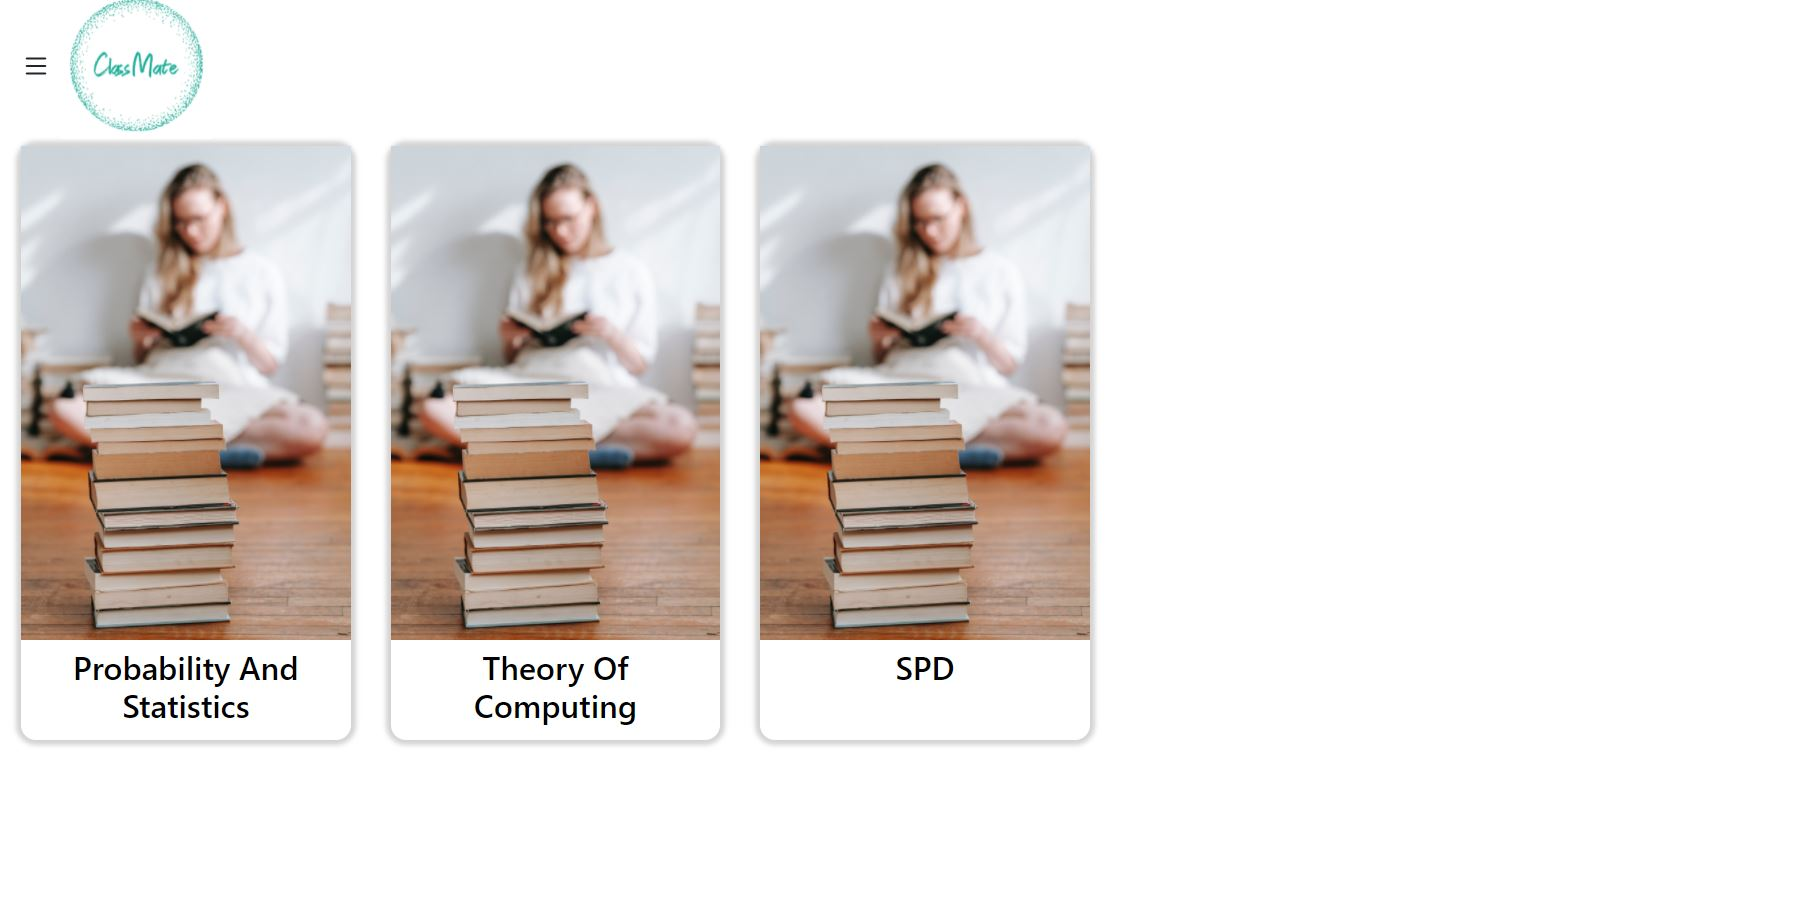 ClassMate
Probability And
Statistics
Theory Of
Computing
SPD